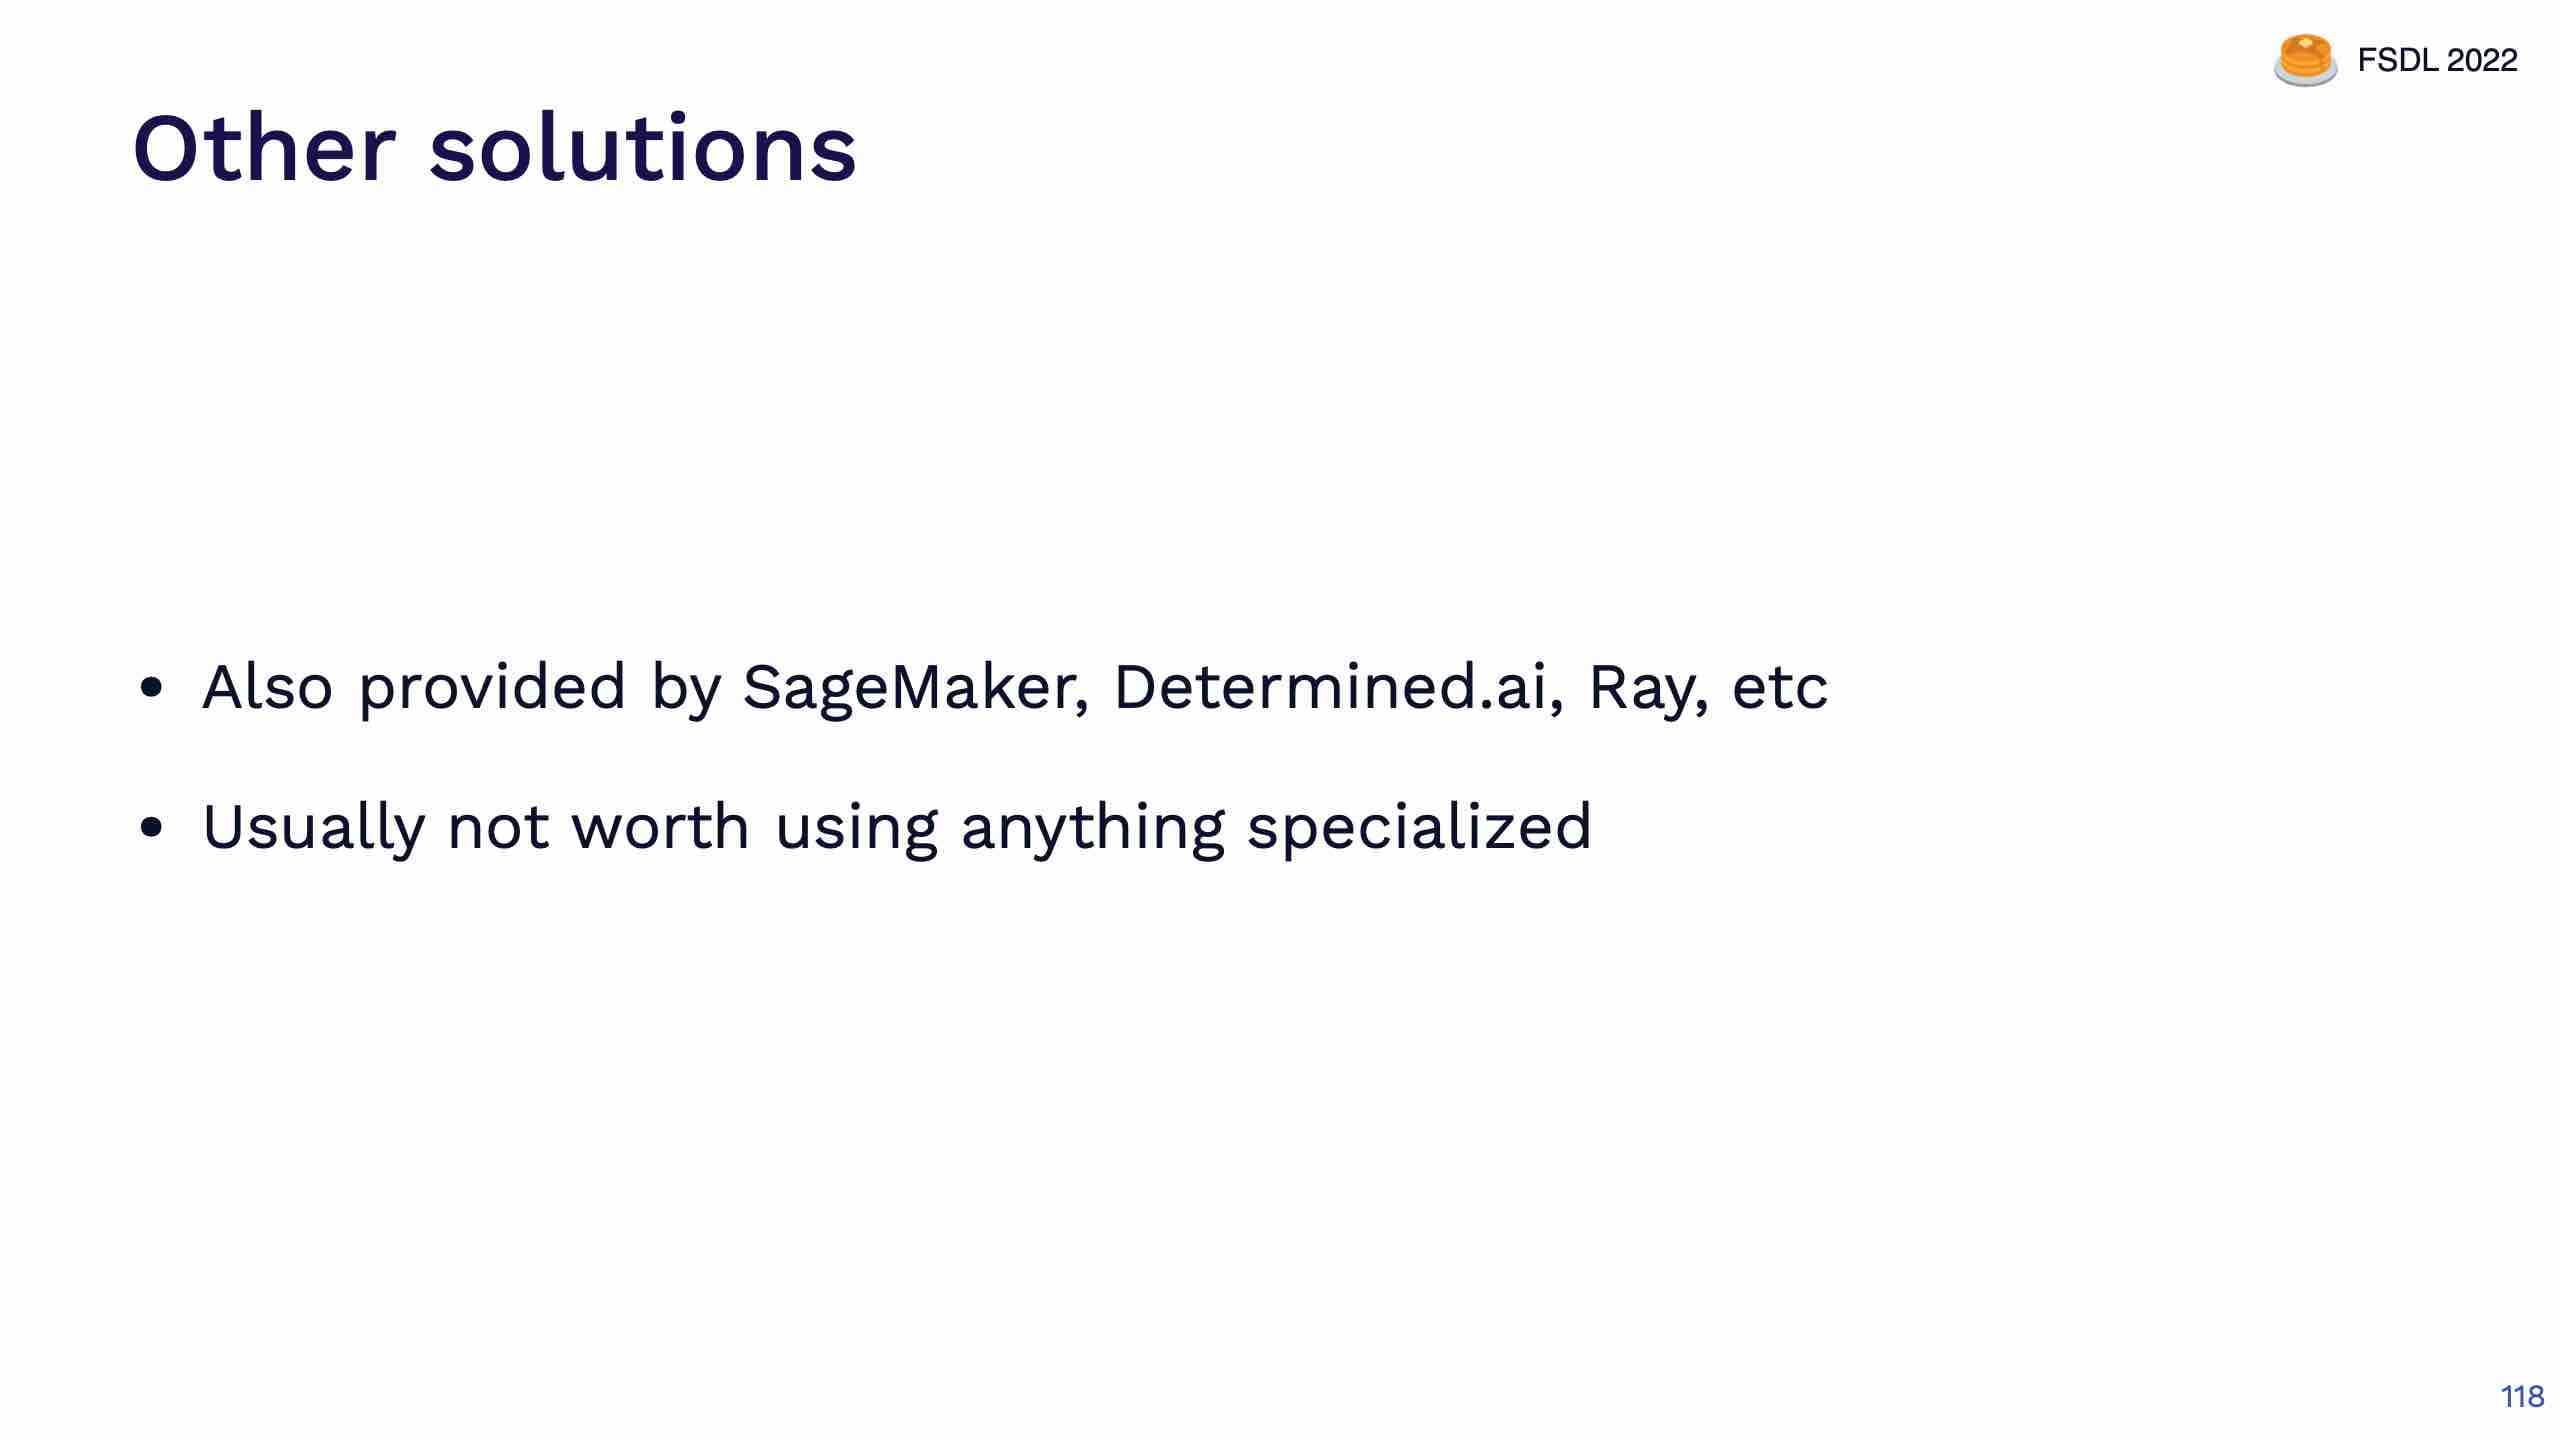 FSDL 2022
Other solutions
• Also provided by SageMaker, Determined.ai, Ray, etc
• Usually not worth using anything specialized
118